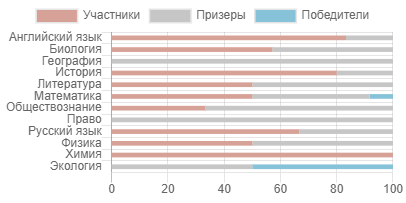 Участники Призеры Победители
Английский язык
Биология
География
История
Литература
Математика
Обществознание
Право
Русский язык
Физика
Химия
Экология
0 20 40 60 80 100